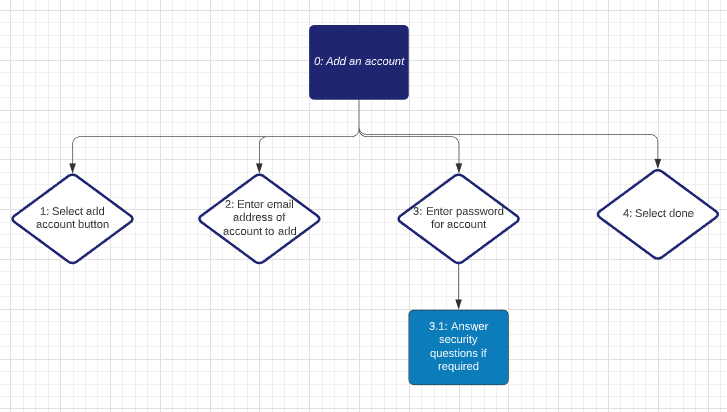 0: Add an account
1: Select add
account button
2: Enter email
address of
account to add
3: Enter password
for account
4: Select done
3.1: Answer
security
questions if
required